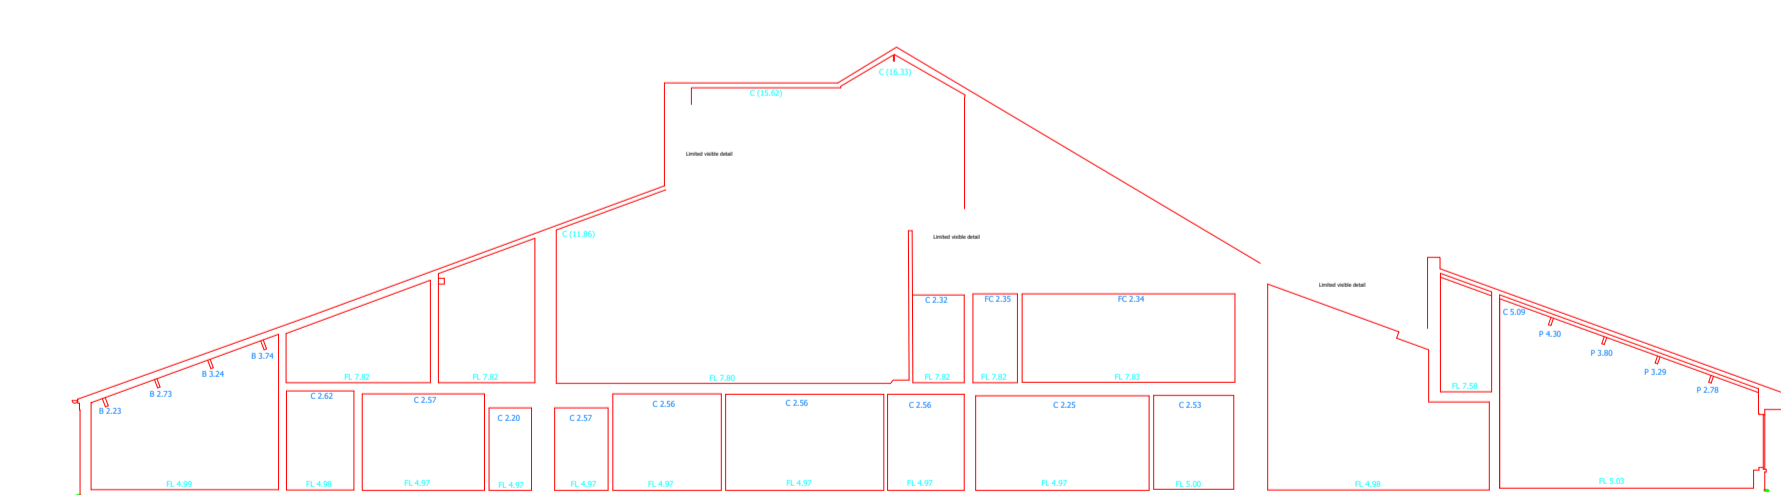 C (16.33)
C (15.62)
Limited visible detail
C (11.86)
Limited visible detail
Limited visible detail
C 2.32
FC 2.35
FC 2.34
C 5.09
P 4.30
B 3.74
P 3.80
B 3.24
P 3.29
B 2.73
P 2.78
B 2.23
FL 7.82
FL 7.82
FL 7.80
FL 7.82
FL 7.82
FL 7.83
FL 7.58
C 2.62
C 2.57
C 2.20
C 2.57
C 2.56
C 2.56
C 2.56
C 2.25
C 2.53
FL 4.99
FL 4.98
FL 4.97
FL 4.97
FL 4.97
FL 4.97
FL 4.97
FL 4.97
FL 4.97
FL 5.00
FL 4.98
FL 5.03